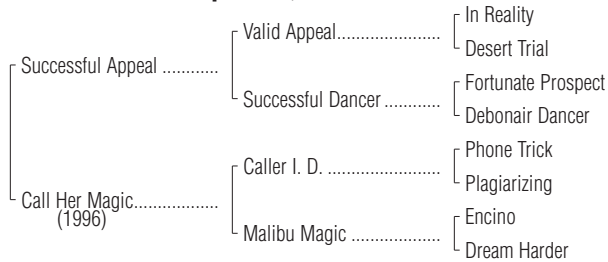 In Reality
Valid Appeal.................
Desert Trial
Successful Appeal ............
Fortunate Prospect
Successful Dancer ............
Debonair Dancer
Phone Trick
Caller I. D. ........................
Plagiarizing
Call Her Magic..................
(1996)
Encino
Malibu Magic ...................
Dream Harder